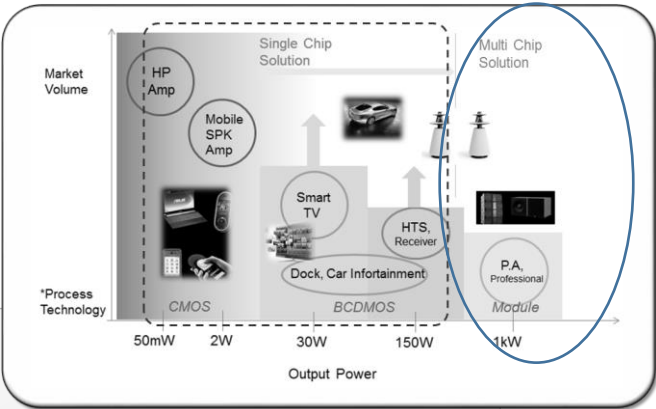 Single Chip
Solution
Multi Chip
Solution
Market
Volume
HP
Amp
Mobile
SPK
Amp
Smart
TV
HTS,
Receiver
Dock, Car Infortainment
P.A,
Professional
*Process
Technology
CMOS
BCDMOS
Module
50mW
2W
30W
150W
1kW
Output Power